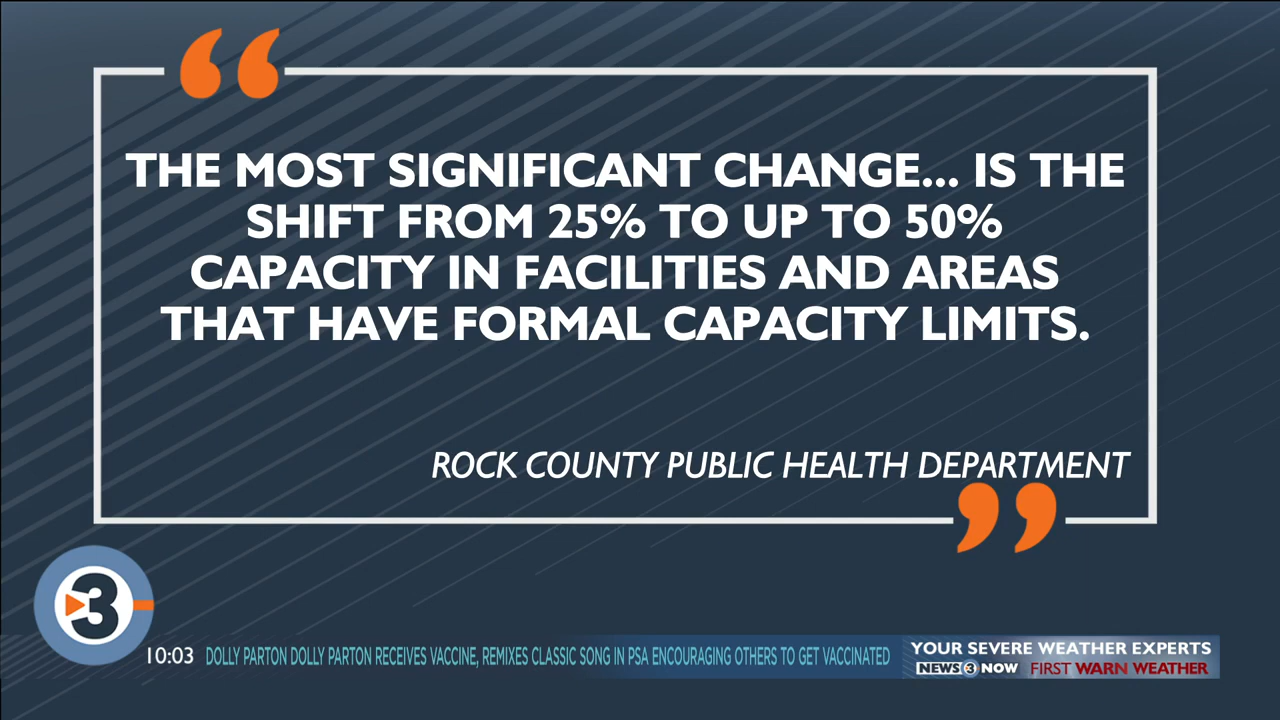 “
THE MOST SIGNIFICANT CHANGE... IS THE
SHIFT FROM 25% TO UP TO 50%
CAPACITY IN FACILITIES AND AREAS
THAT HAVE FORMAL CAPACITY LIMITS.
ROCK COUNTY PUBLIC HEALTH DEPARTMENT
”
3
10:03 DOLLY PARTON DOLLY PARTON RECEIVES VACCINE, REMIXES CLASSIC SONG IN PSA ENCOURAGING OTHERS TO GET VACCINATED
YOUR SEVERE WEATHER EXPERTS
NEWS 3 NOW FIRST WARN WEATHER